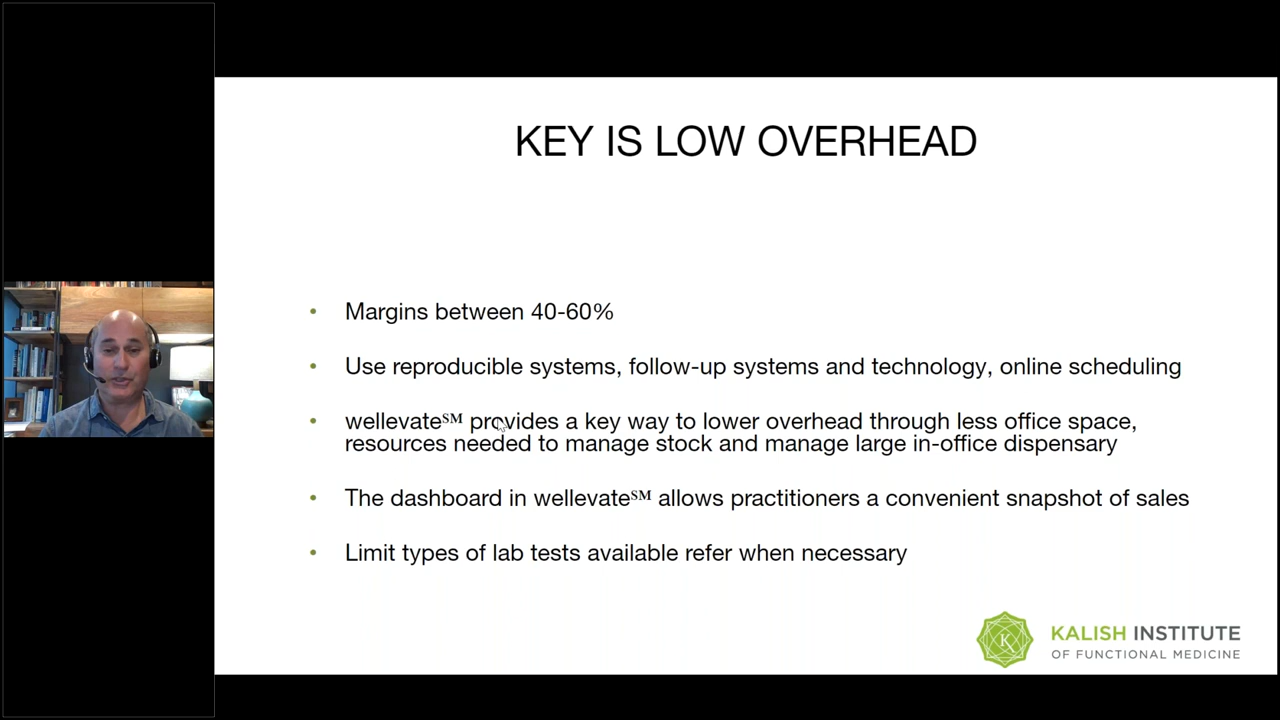 KEY IS LOW OVERHEAD
• Margins between 40-60%
• Use reproducible systems, follow-up systems and technology, online scheduling
• wellevate℠ provides a key way to lower overhead through less office space,
resources needed to manage stock and manage large in-office dispensary
• The dashboard in wellevate℠ allows practitioners a convenient snapshot of sales
• Limit types of lab tests available refer when necessary
K
KALISH INSTITUTE
OF FUNCTIONAL MEDICINE